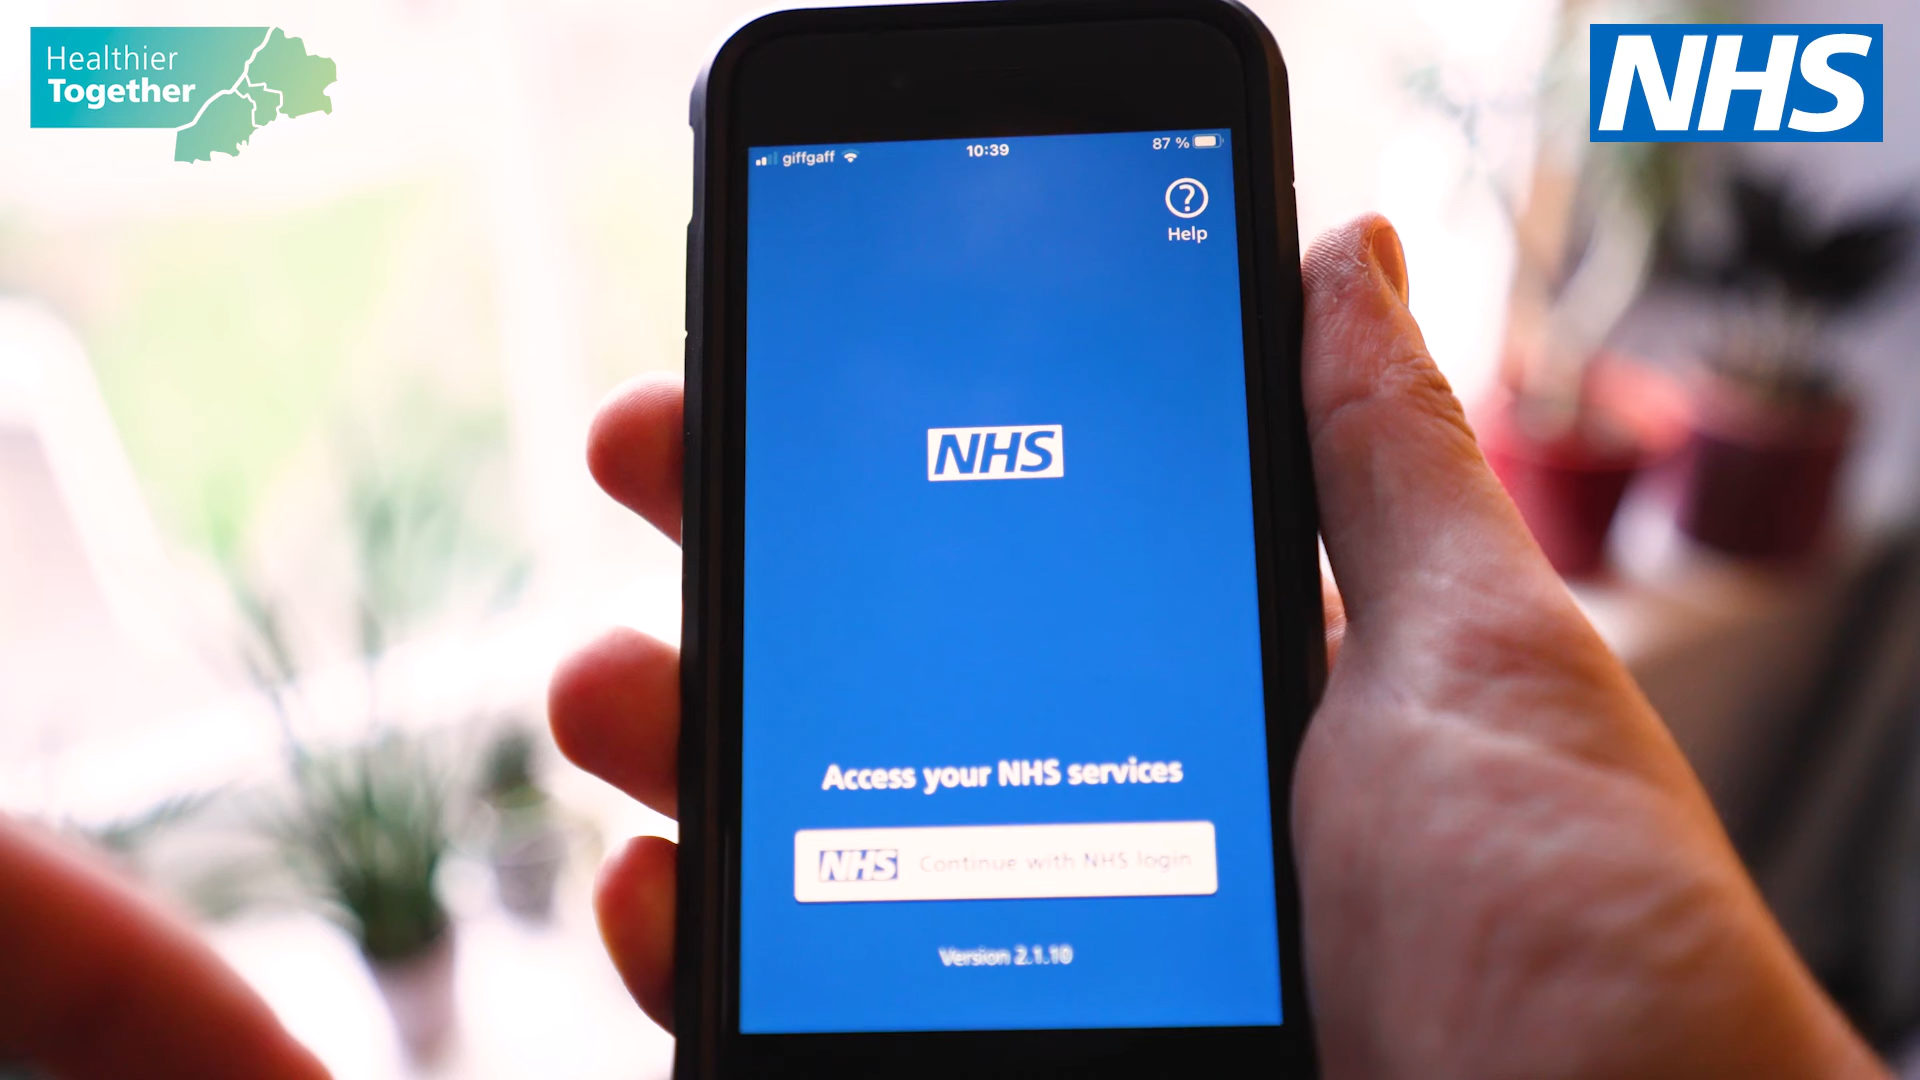 Healthier
Together
NHS
giffgaff 10:39 87 %
?
Help
NHS
Access your NHS services
NHS Continue with NHS login
Version 2.1.10